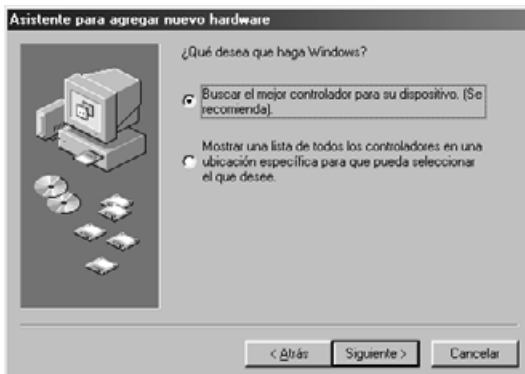 Asistente para agregar nuevo hardware
¿Qué desea que haga Windows?
Buscar el mejor controlador para su dispositivo. (Se
recomienda).
Mostrar una lista de todos los controladores en una
ubicación específica para que pueda seleccionar
el que desee.
< Atrás
Siguiente >
Cancelar